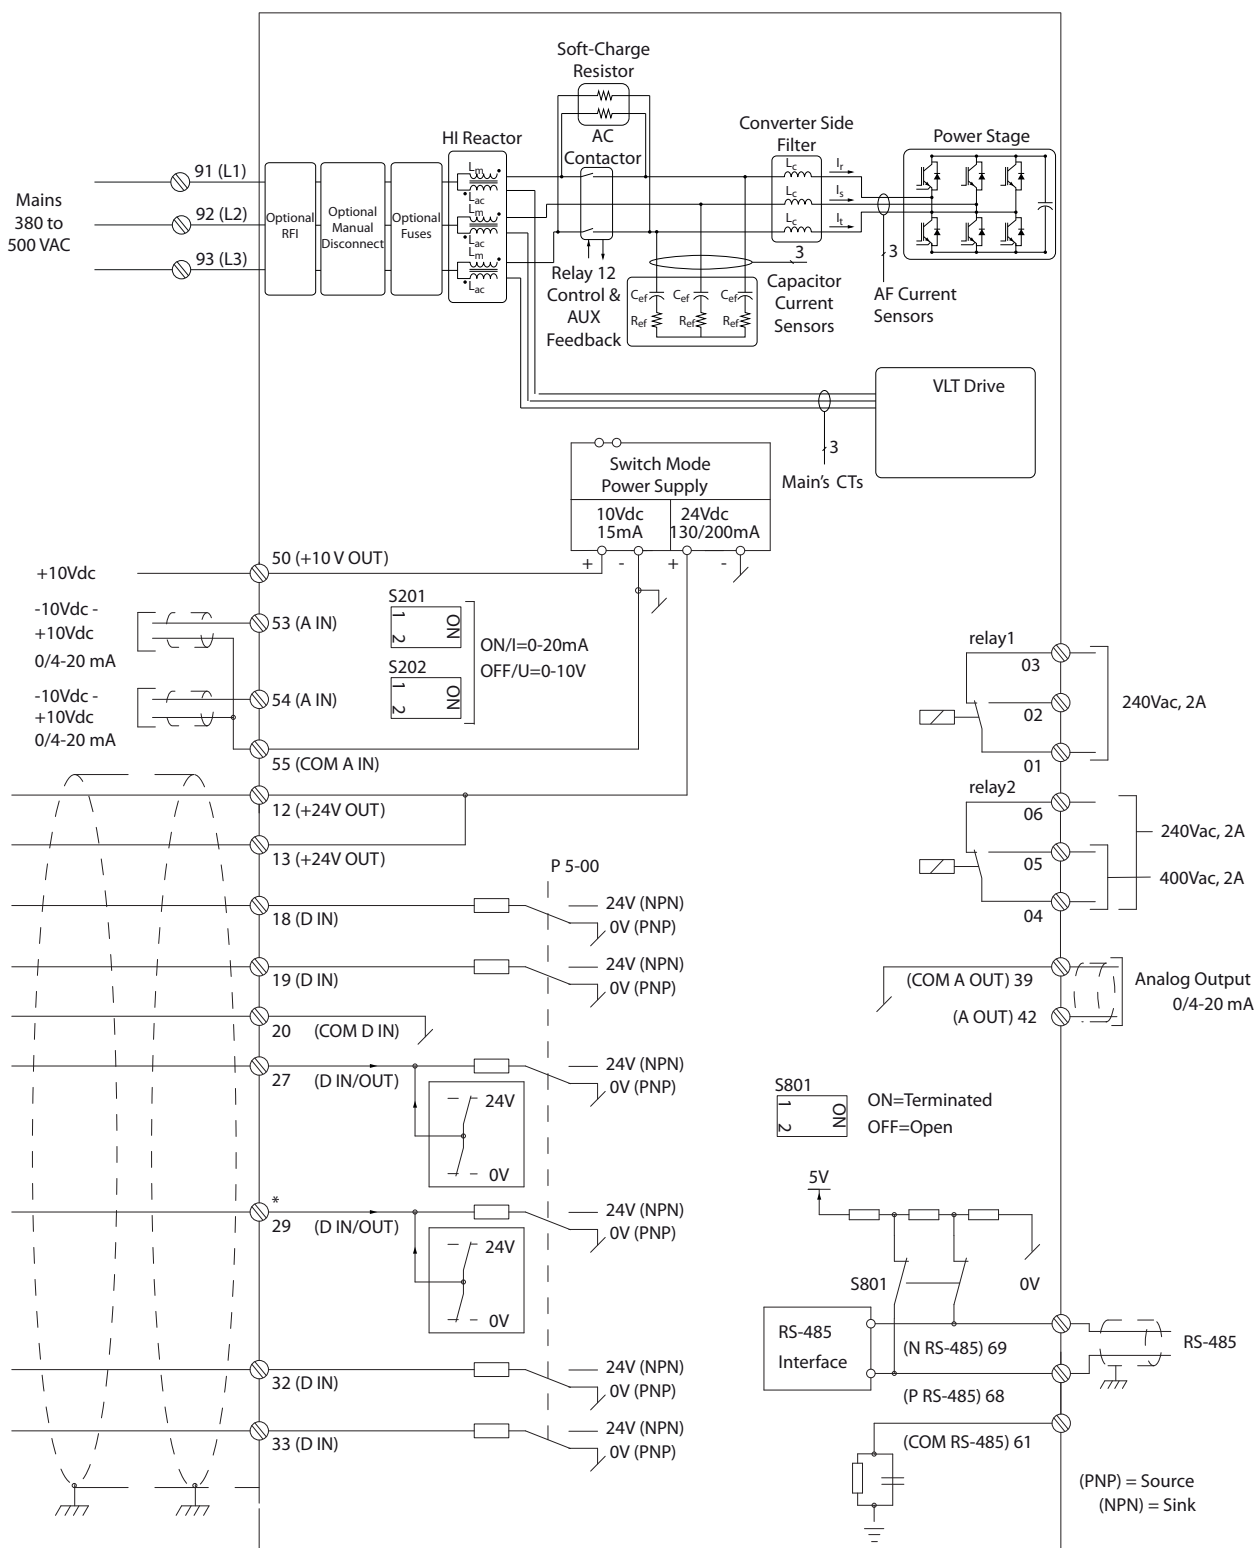 Soft-Charge
Resistor
AC
Contactor
HI Reactor
Converter Side
Filter
Power Stage
Mains
380 to
500 VAC
91 (L1)
92 (L2)
93 (L3)
Optional
RFI
Optional
Manual
Disconnect
Optional
Fuses
Lm
Lac
Lm
Lac
Lm
Lac
Lc
Lc
Lc
Ir
Is
It
3
3
Relay 12
Control &
AUX
Feedback
Cef
Cef
Cef
Ref
Ref
Ref
Capacitor
Current
Sensors
AF Current
Sensors
VLT Drive
3
Main's CTs
Switch Mode
Power Supply
10Vdc
15mA
24Vdc
130/200mA
+
-
+
-
+10Vdc
50 (+10 V OUT)
-10Vdc -
+10Vdc
0/4-20 mA
53 (A IN)
-10Vdc -
+10Vdc
0/4-20 mA
54 (A IN)
55 (COM A IN)
S201
1
2
ON
S202
1
2
ON
ON/I=0-20mA
OFF/U=0-10V
12 (+24V OUT)
13 (+24V OUT)
P 5-00
18 (D IN)
24V (NPN)
0V (PNP)
19 (D IN)
24V (NPN)
0V (PNP)
20 (COM D IN)
27 (D IN/OUT)
24V (NPN)
0V (PNP)
24V
0V
*
29 (D IN/OUT)
24V (NPN)
0V (PNP)
24V
0V
32 (D IN)
24V (NPN)
0V (PNP)
33 (D IN)
24V (NPN)
0V (PNP)
relay1
03
02
01
240Vac, 2A
relay2
06
05
04
240Vac, 2A
400Vac, 2A
(COM A OUT) 39
(A OUT) 42
Analog Output
0/4-20 mA
S801
1
2
ON
ON=Terminated
OFF=Open
5V
S801
0V
RS-485
Interface
(N RS-485) 69
(P RS-485) 68
RS-485
(COM RS-485) 61
(PNP) = Source
(NPN) = Sink